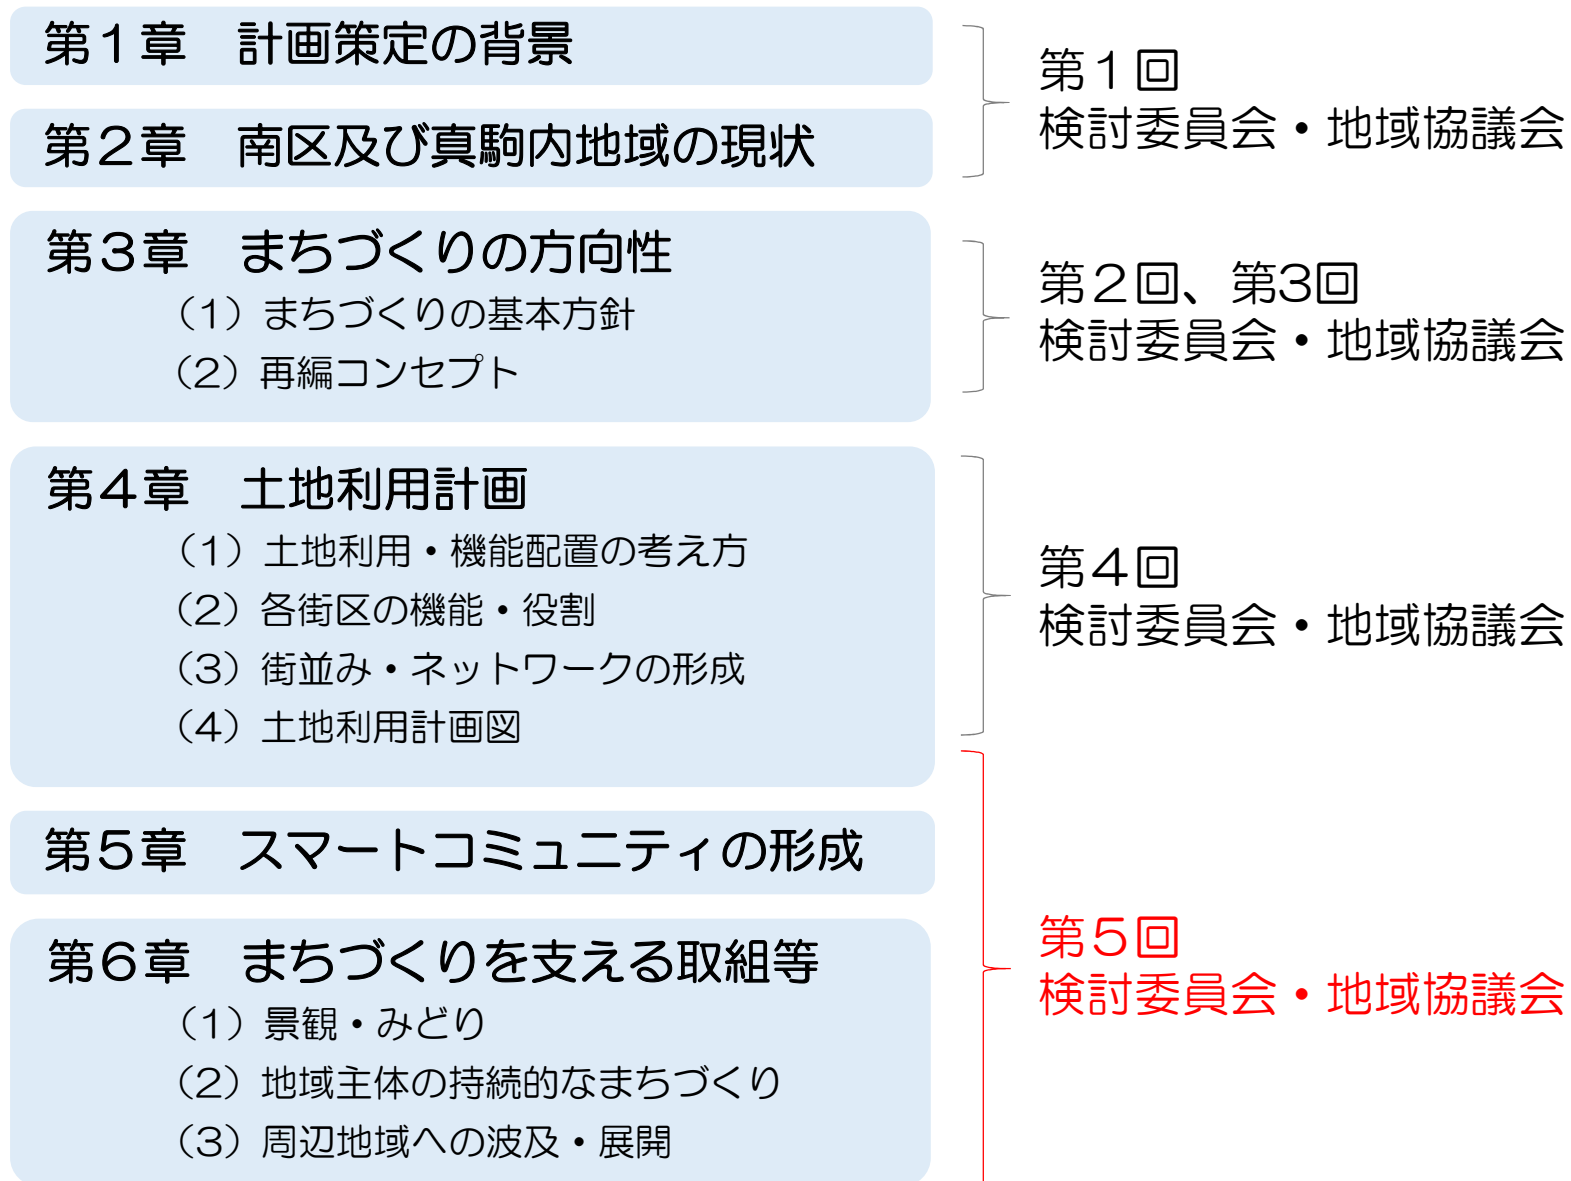 第１章　計画策定の背景
第２章　南区及び真駒内地域の現状
第１回
検討委員会・地域協議会
第３章　まちづくりの方向性
（１）まちづくりの基本方針
（２）再編コンセプト
第２回、第３回
検討委員会・地域協議会
第４章　土地利用計画
（１）土地利用・機能配置の考え方
（２）各街区の機能・役割
（３）街並み・ネットワークの形成
（４）土地利用計画図
第４回
検討委員会・地域協議会
第５章　スマートコミュニティの形成
第６章　まちづくりを支える取組等
（１）景観・みどり
（２）地域主体の持続的なまちづくり
（３）周辺地域への波及・展開
第５回
検討委員会・地域協議会